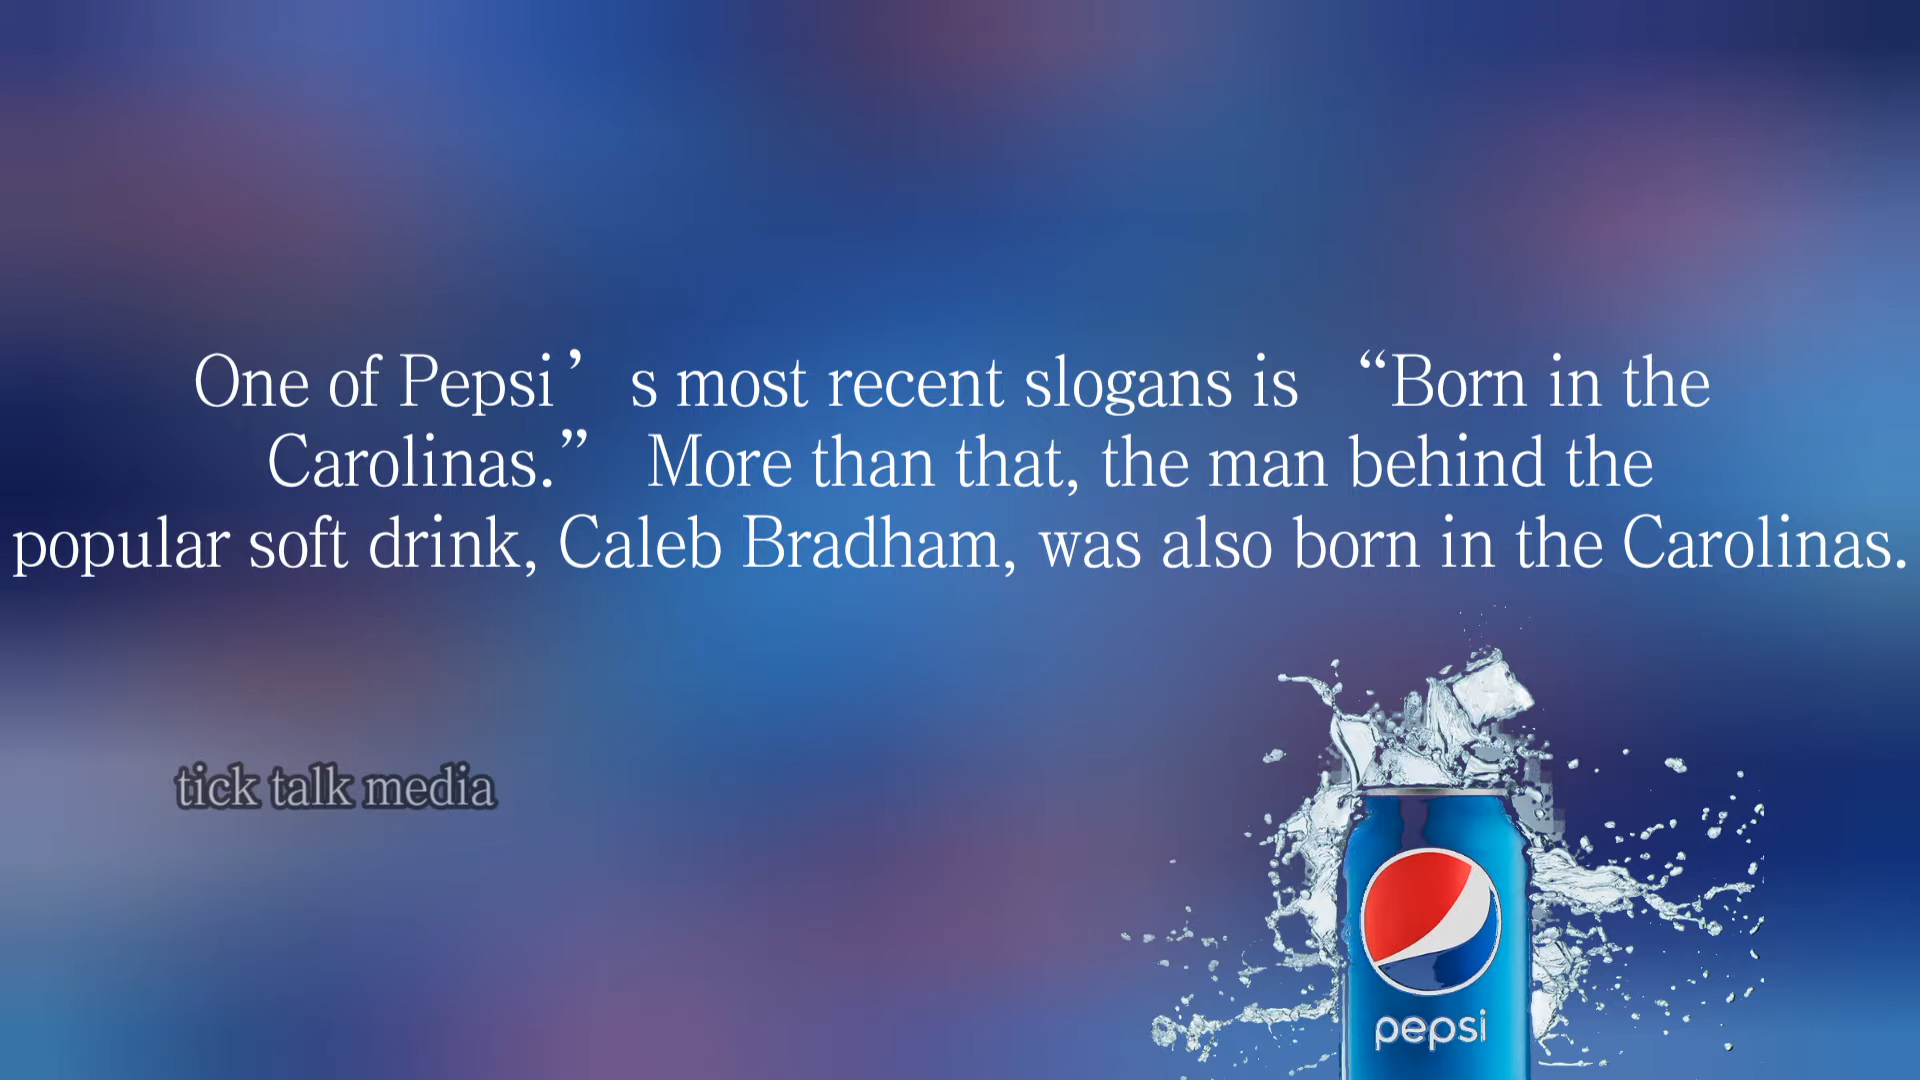 One of Pepsi’s most recent slogans is “Born in the
Carolinas.” More than that, the man behind the
popular soft drink, Caleb Bradham, was also born in the Carolinas.
tick talk media
pepsi